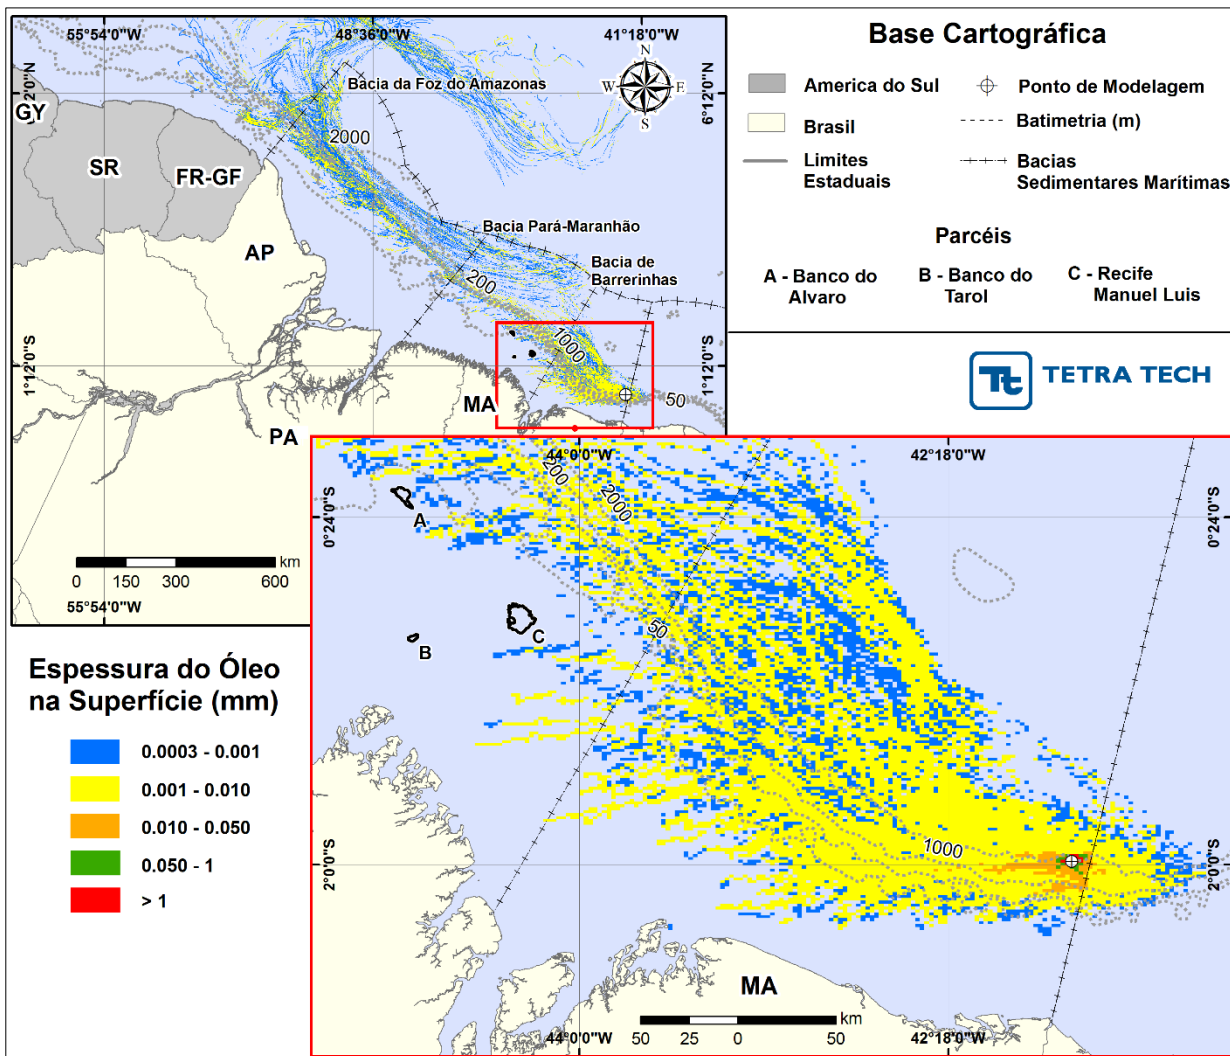 55°54'0"W
48°36'0"W
41°18'0"W
Base Cartográfica
N
W
E
S
6°12'0"N
Bacia da Foz do Amazonas
America do Sul
Ponto de Modelagem
GY
2000
Brasil
Batimetria (m)
SR
FR-GF
Limites
Estaduais
Bacias
Sedimentares Marítimas
Bacia Pará-Maranhão
AP
Parcéis
Bacia de
Barrerinhas
200
A - Banco do
Alvaro
B - Banco do
Tarol
C - Recife
Manuel Luis
1000
1°12'0"S
1°12'0"S
Tt
TETRA TECH
MA
50
PA
44°0'0"W
42°18'0"W
200
2000
0°24'0"S
0°24'0"S
A
km
0 150 300 600
55°54'0"W
50
C
B
Espessura do Óleo
na Superfície (mm)
0.0003 - 0.001
0.001 - 0.010
0.010 - 0.050
0.050 - 1
> 1
1000
2°0'0"S
2°0'0"S
MA
km
50 25 0 50
44°0'0"W
42°18'0"W